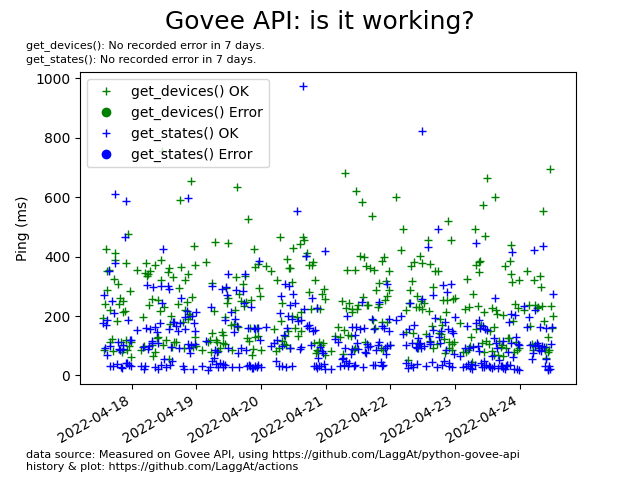 Govee API: is it working?
get_devices(): No recorded error in 7 days.
get_states(): No recorded error in 7 days.
get_devices() OK
get_devices() Error
get_states() OK
get_states() Error
Ping (ms)
1000
800
600
400
200
0
2022-04-18
2022-04-19
2022-04-20
2022-04-21
2022-04-22
2022-04-23
2022-04-24
data source: Measured on Govee API, using https://github.com/LaggAt/python-govee-api
history & plot: https://github.com/LaggAt/actions